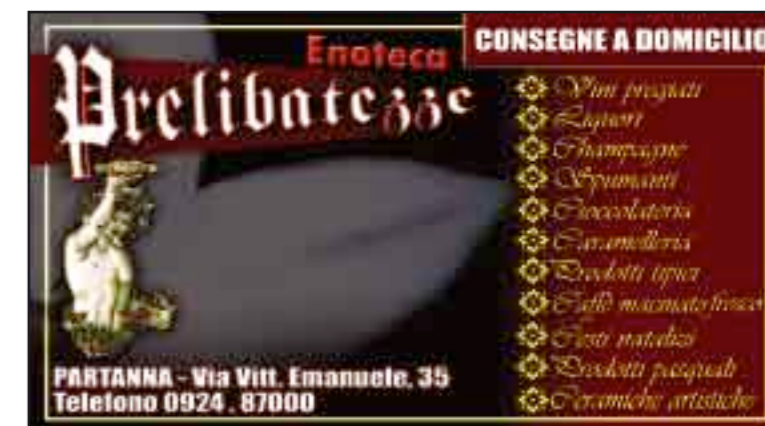 Enoteca
Prelibatezze
CONSEGNE A DOMICILIO
Vini pregiati
Liquori
Champagne
Spumanti
Cioccolateria
Caramelleria
Prodotti tipici
Caffè macinato fresco
Cesti natalizi
Prodotti pasquali
Ceramiche artistiche
PARTANNA - Via Vitt. Emanuele, 35
Telefono 0924 . 87000